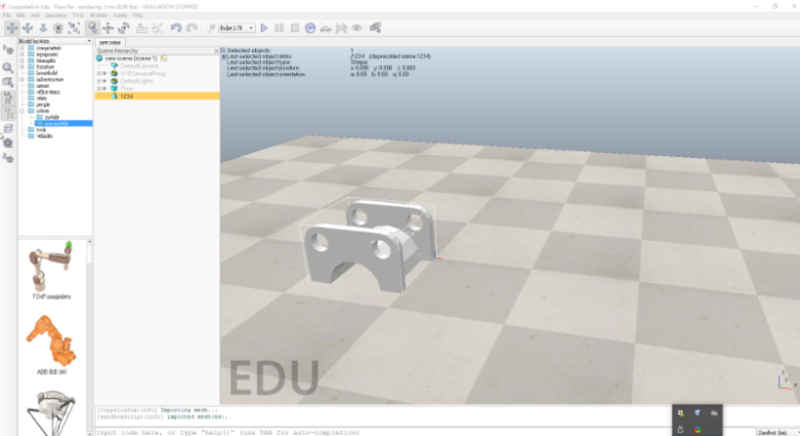 CoppeliaSim Edu - New file - rendering: 3 ms (8.06 fps) - SIMULATION STOPPED
File Edit Add Simulation Tools Modules Scenes Help
Bullet 2.78
Model browser
new scene
Scene hierarchy
new scene (scene 1)
DefaultCamera
XYZCameraProxy
DefaultLights
Floor
1234
Selected objects: 1
Last selected object alias: /1234 (deprecated name: 1234)
Last selected object type: Shape
Last selected object position: x: 0.000 y: 0.000 z: 0.000
Last selected object orientation: a: 0.00 b: 0.00 g: 0.00
components
equipment
examples
furniture
household
infrastructure
nature
office items
other
people
robots
mobile
non-mobile
tools
vehicles
7 DoF manipulator
ABB IRB 140
EDU
[CoppeliaSim:info] Importing mesh...
[sandboxScript:info] Imported mesh(es).
Input code here, or type "help()" (use TAB for auto-completion)
Sandbox (lua)